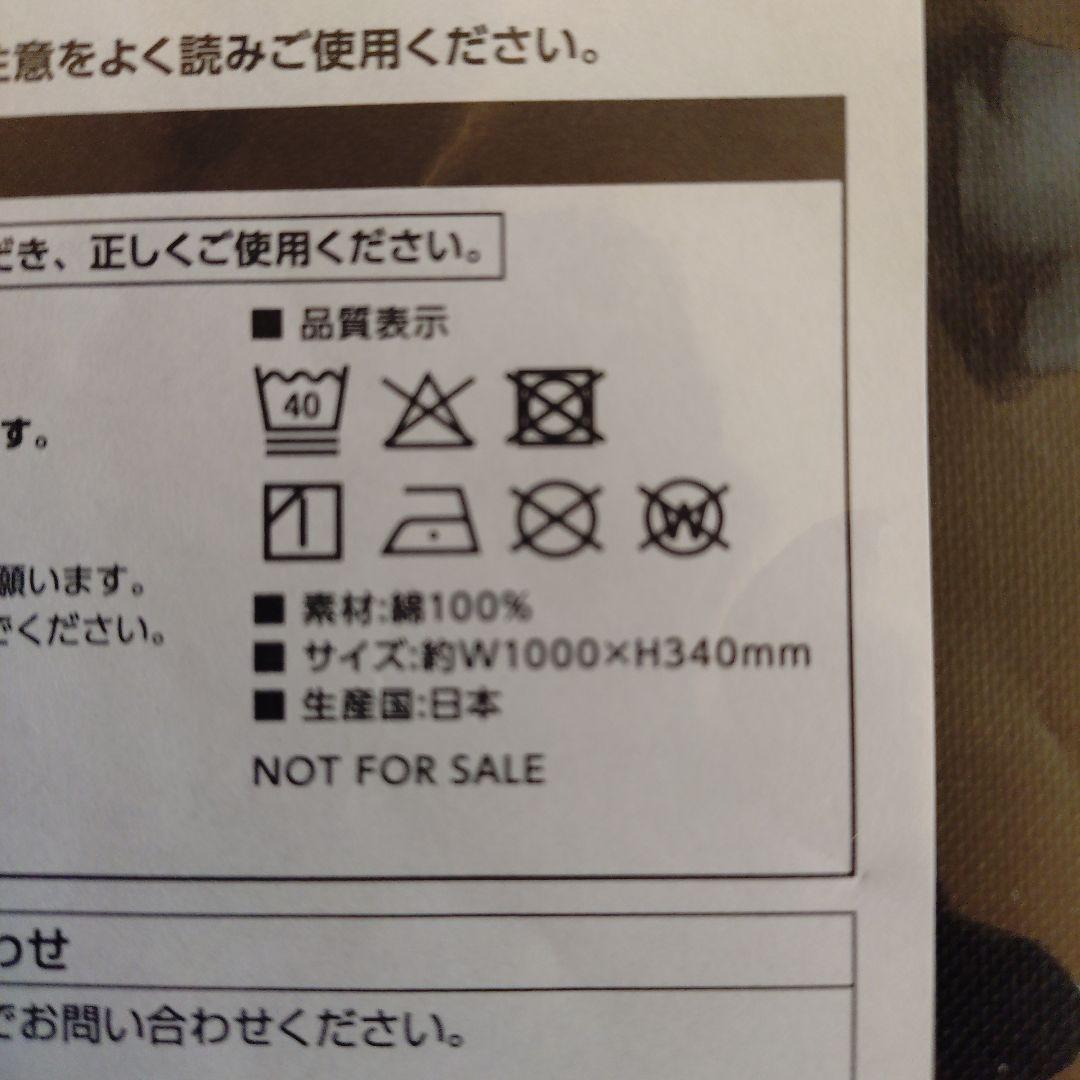 注意をよく読みご使用ください。
だき、正しくご使用ください。
■ 品質表示
す。
40
W
願います。
■ 素材:綿100%
でください。
■ サイズ:約W1000×H340mm
■ 生産国:日本
NOT FOR SALE
わせ
でお問い合わせください。